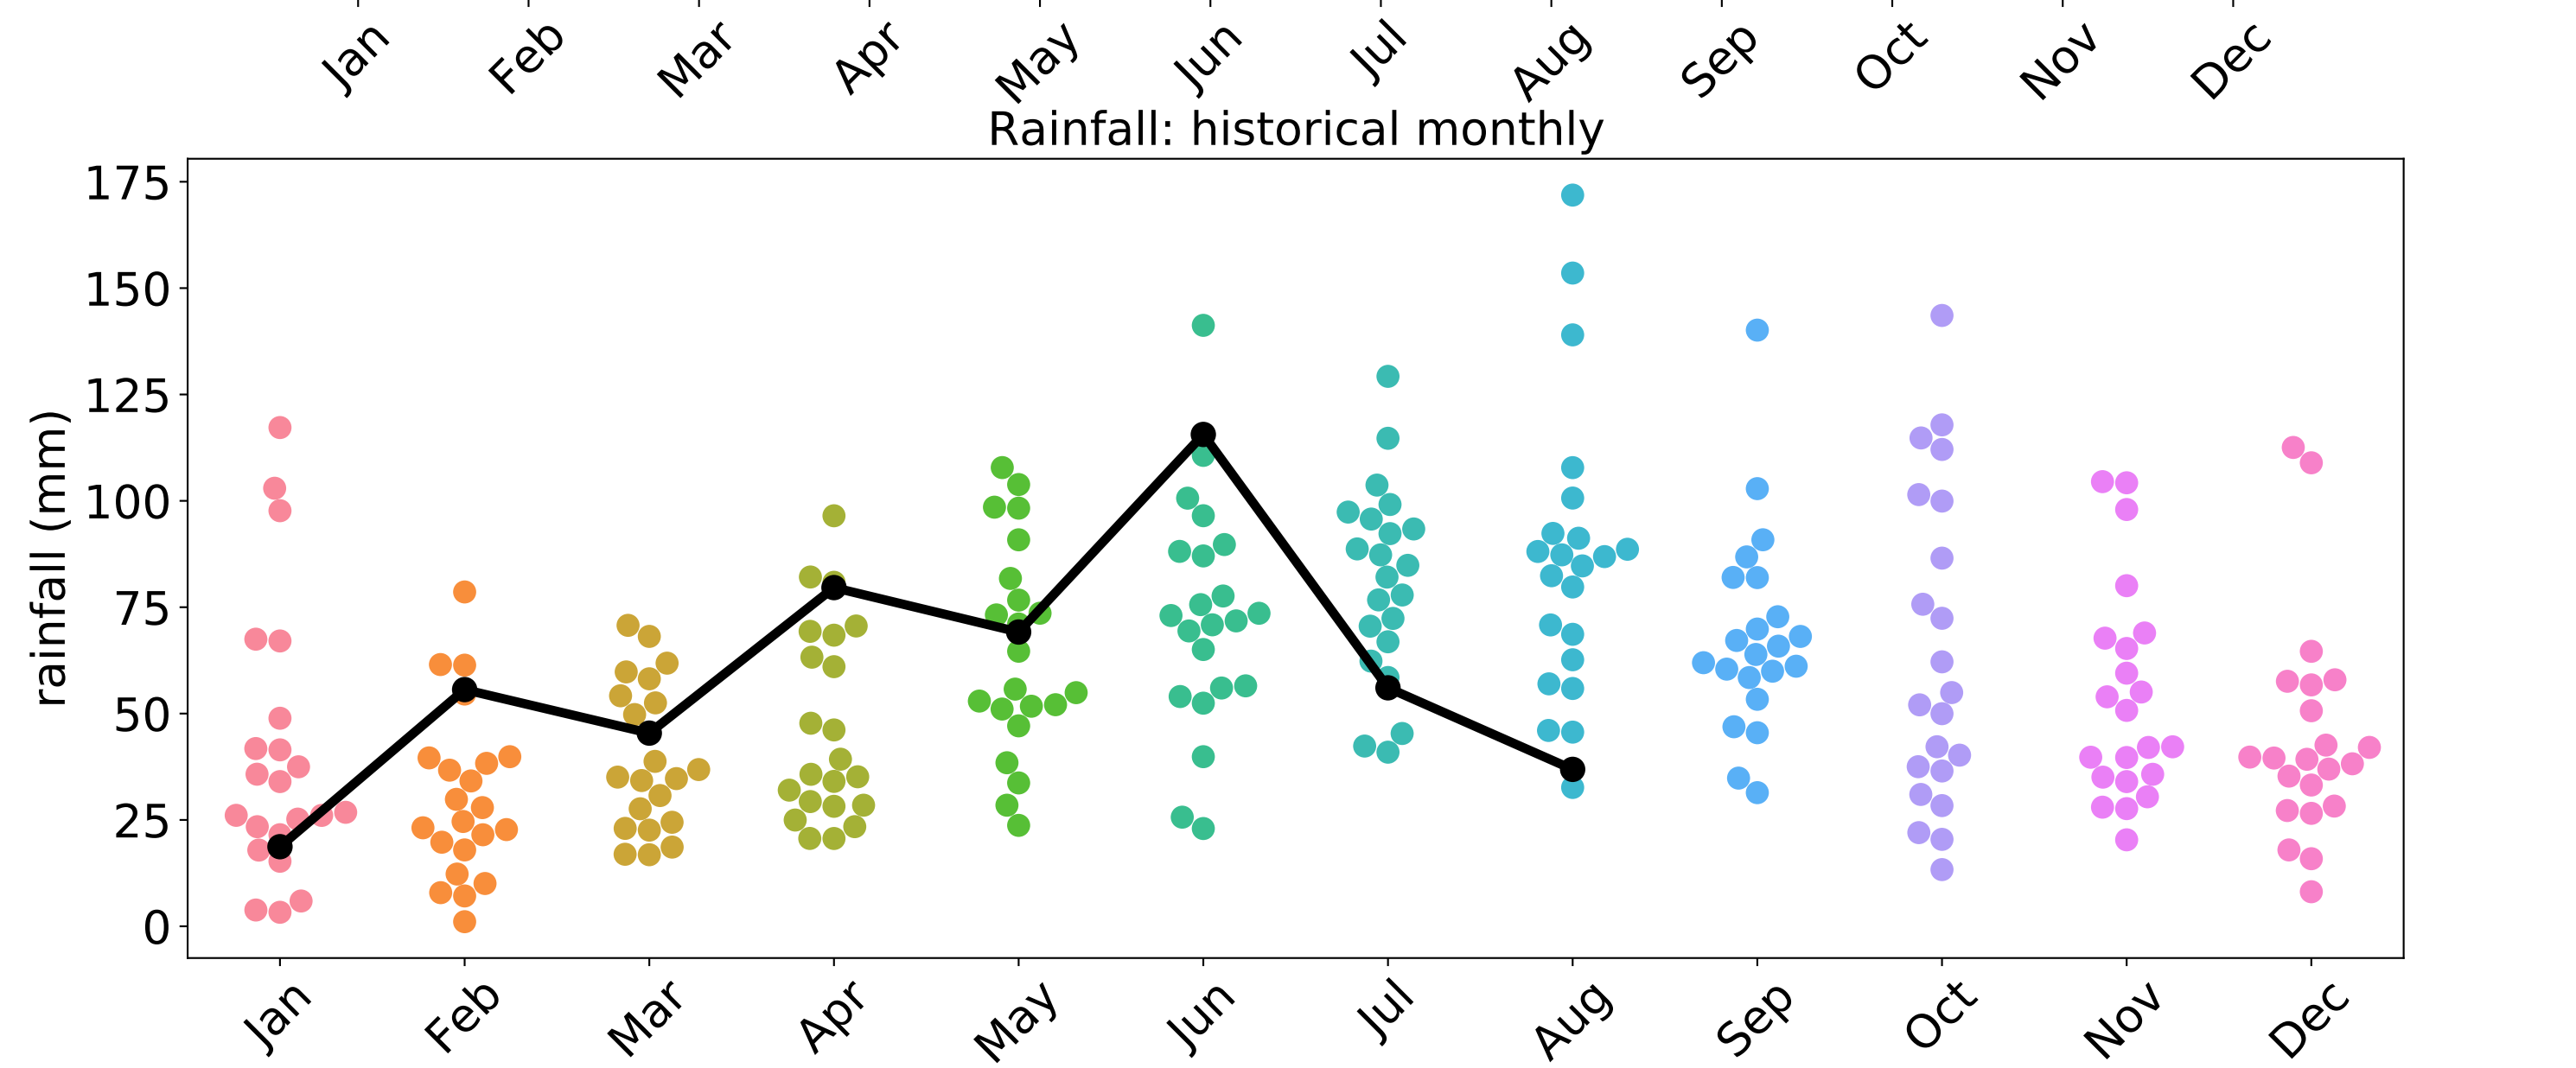 Jan Feb Mar Apr May Jun Jul Aug Sep Oct Nov Dec
Rainfall: historical monthly
rainfall (mm)
175
150
125
100
75
50
25
0
Jan Feb Mar Apr May Jun Jul Aug Sep Oct Nov Dec